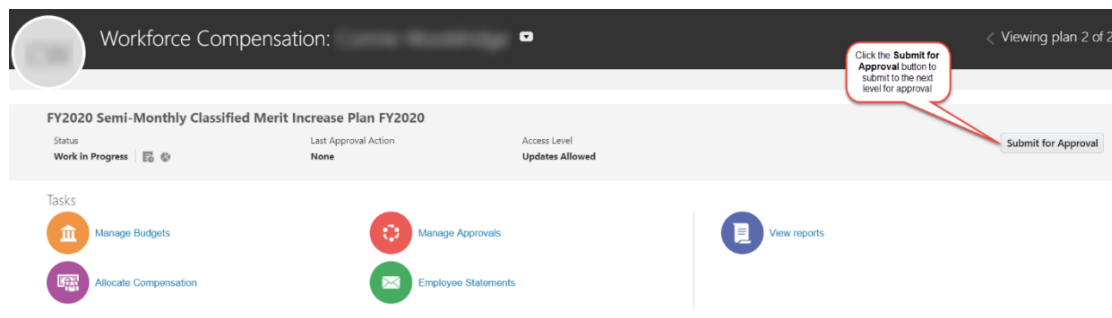 Workforce Compensation:
Viewing plan 2 of 2
Click the Submit for
Approval button to
submit to the next
level for approval
FY2020 Semi-Monthly Classified Merit Increase Plan FY2020
Status
Last Approval Action
Access Level
Work in Progress
None
Updates Allowed
Submit for Approval
Tasks
Manage Budgets
Manage Approvals
View reports
Allocate Compensation
Employee Statements